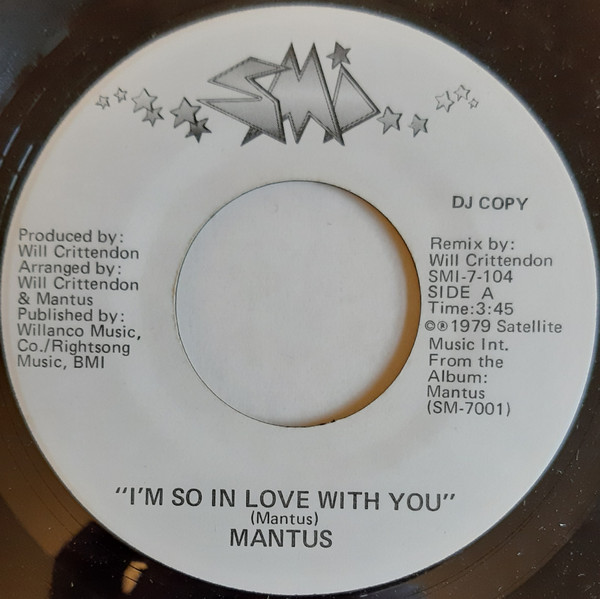 SMI
DJ COPY
Produced by:
Will Crittendon
Arranged by:
Will Crittendon
& Mantus
Published by:
Willanco Music,
Co./Rightsong
Music, BMI
Remix by:
Will Crittendon
SMI-7-104
SIDE A
Time:3:45
©℗1979 Satellite
Music Int.
From the
Album:
Mantus
(SM-7001)
"I'M SO IN LOVE WITH YOU"
(Mantus)
MANTUS